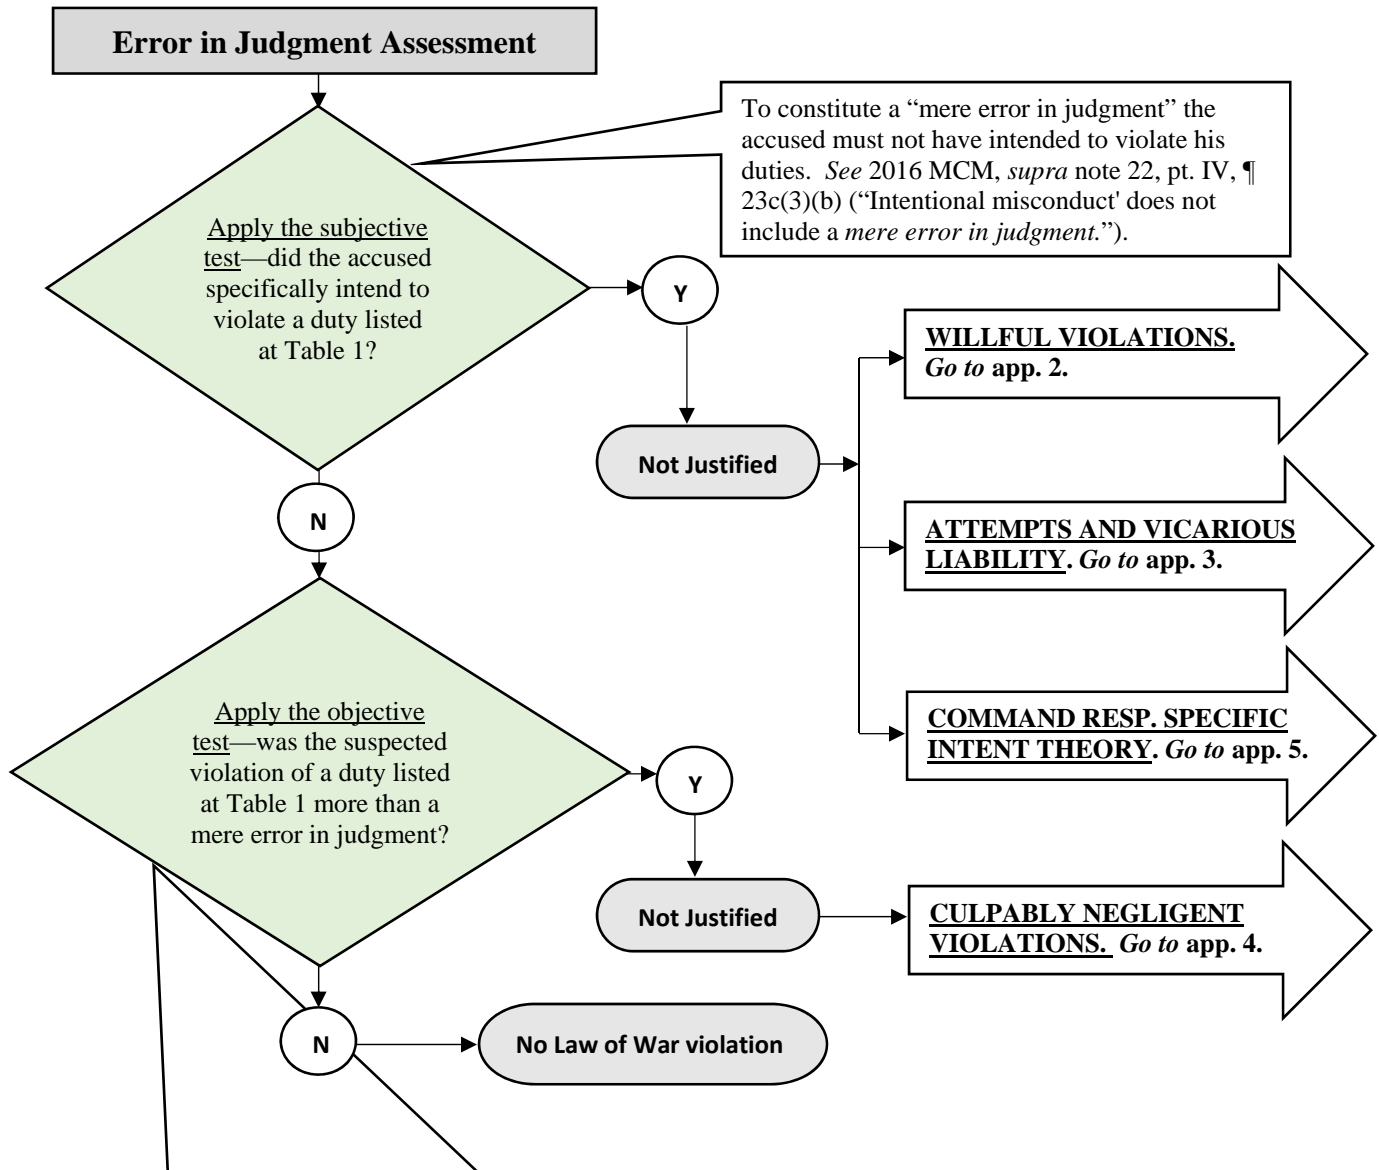 Error in Judgment Assessment
To constitute a “mere error in judgment” the
accused must not have intended to violate his
duties.  See 2016 MCM, supra note 22, pt. IV, ¶
23c(3)(b) (“Intentional misconduct' does not
include a mere error in judgment.”).
Apply the subjective
test—did the accused
specifically intend to
violate a duty listed
at Table 1?
Y
WILLFUL VIOLATIONS.
Go to app. 2.
Not Justified
N
ATTEMPTS AND VICARIOUS
LIABILITY. Go to app. 3.
Apply the objective
test—was the suspected
violation of a duty listed
at Table 1 more than a
mere error in judgment?
COMMAND RESP. SPECIFIC
INTENT THEORY. Go to app. 5.
Y
Not Justified
CULPABLY NEGLIGENT
VIOLATIONS.  Go to app. 4.
N
No Law of War violation